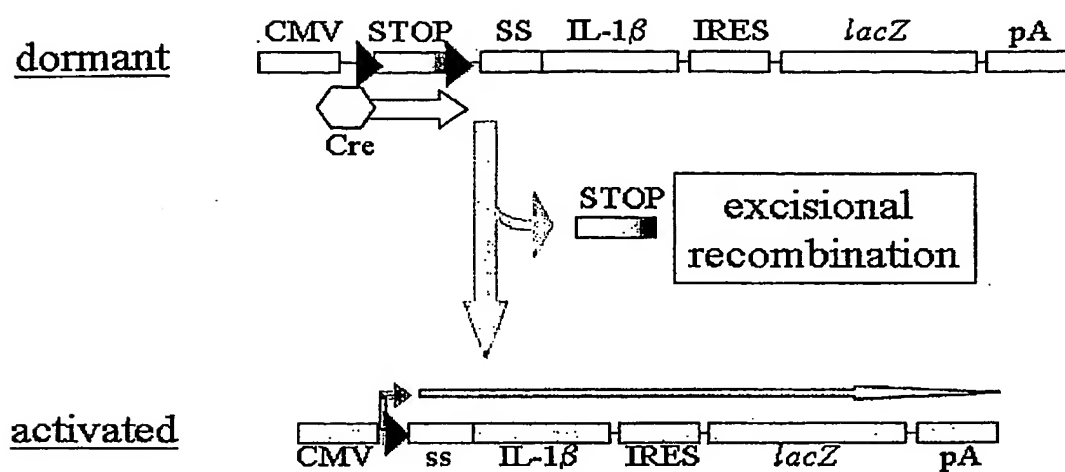 CMV STOP SS IL-1β IRES lacZ pA
dormant
Cre
STOP
excisional
recombination
activated
CMV ss IL-1β IRES lacZ pA